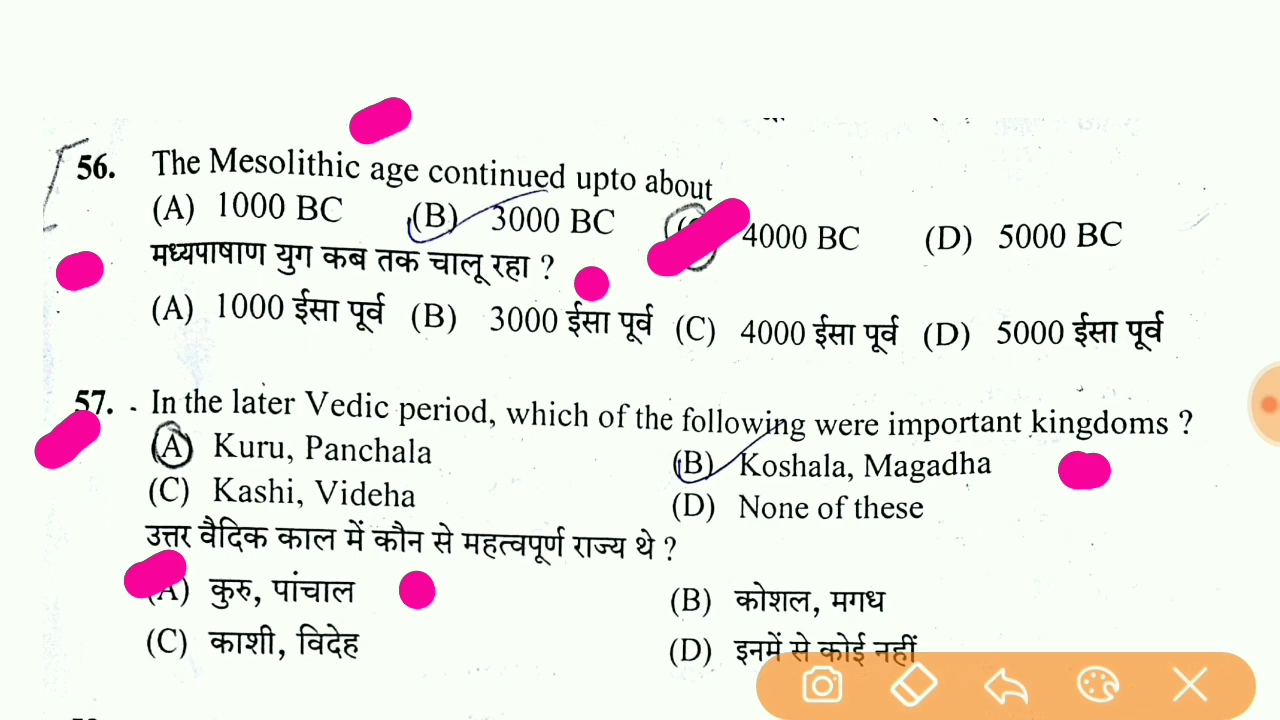 56. The Mesolithic age continued upto about
(A) 1000 BC (B) 3000 BC 4000 BC (D) 5000 BC
मध्यपाषाण युग कब तक चालू रहा ?
(A) 1000 ईसा पूर्व (B) 3000 ईसा पूर्व (C) 4000 ईसा पूर्व (D) 5000 ईसा पूर्व
57. In the later Vedic period, which of the following were important kingdoms ?
(A) Kuru, Panchala (B) Koshala, Magadha
(C) Kashi, Videha (D) None of these
उत्तर वैदिक काल में कौन से महत्वपूर्ण राज्य थे ?
(A) कुरु, पांचाल (B) कोशल, मगध
(C) काशी, विदेह (D) इनमें से कोई नहीं